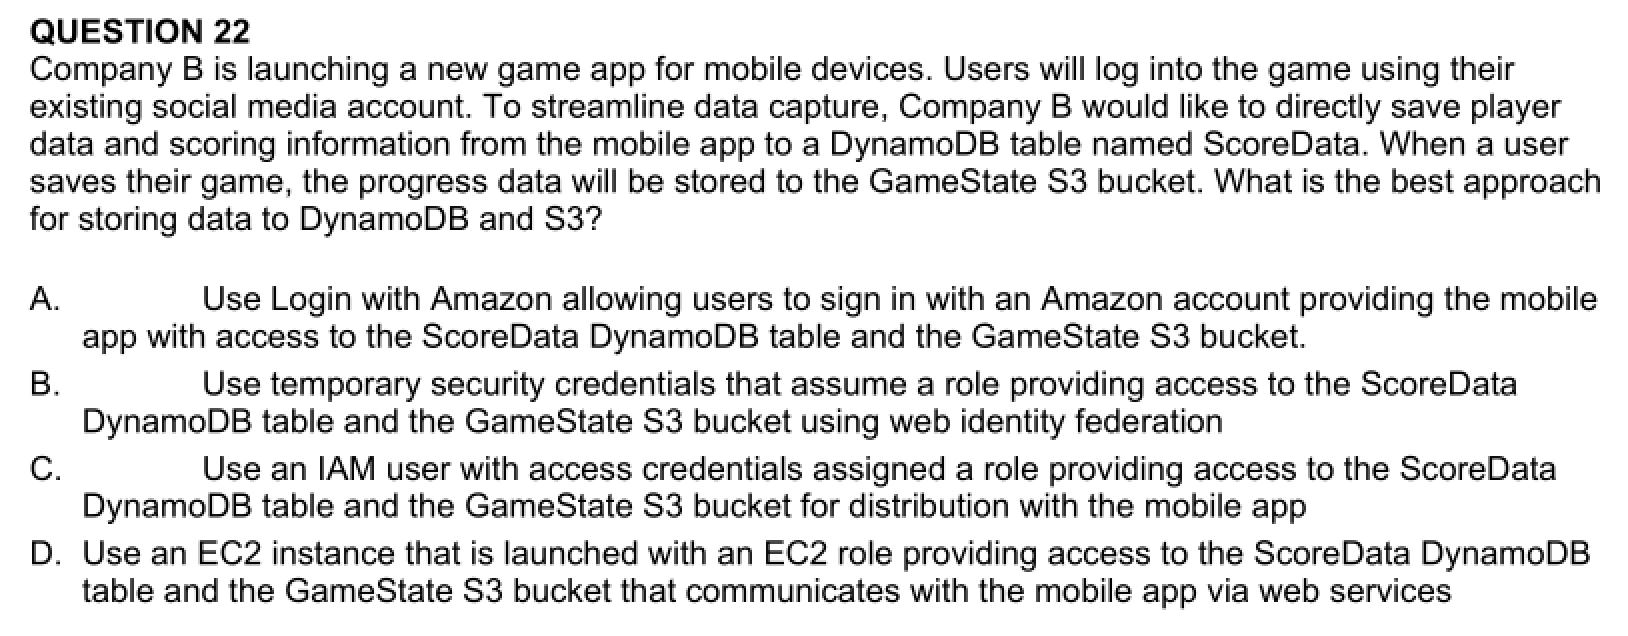 QUESTION 22
Company B is launching a new game app for mobile devices. Users will log into the game using their
existing social media account. To streamline data capture, Company B would like to directly save player
data and scoring information from the mobile app to a DynamoDB table named ScoreData. When a user
saves their game, the progress data will be stored to the GameState S3 bucket. What is the best approach
for storing data to DynamoDB and S3?
A. Use Login with Amazon allowing users to sign in with an Amazon account providing the mobile
app with access to the ScoreData DynamoDB table and the GameState S3 bucket.
B. Use temporary security credentials that assume a role providing access to the ScoreData
DynamoDB table and the GameState S3 bucket using web identity federation
C. Use an IAM user with access credentials assigned a role providing access to the ScoreData
DynamoDB table and the GameState S3 bucket for distribution with the mobile app
D. Use an EC2 instance that is launched with an EC2 role providing access to the ScoreData DynamoDB
table and the GameState S3 bucket that communicates with the mobile app via web services